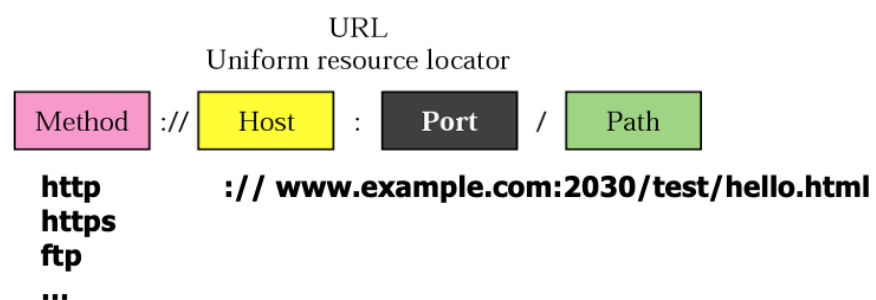 URL
Uniform resource locator
Method :// Host : Port / Path
http :// www.example.com:2030/test/hello.html
https
ftp
...